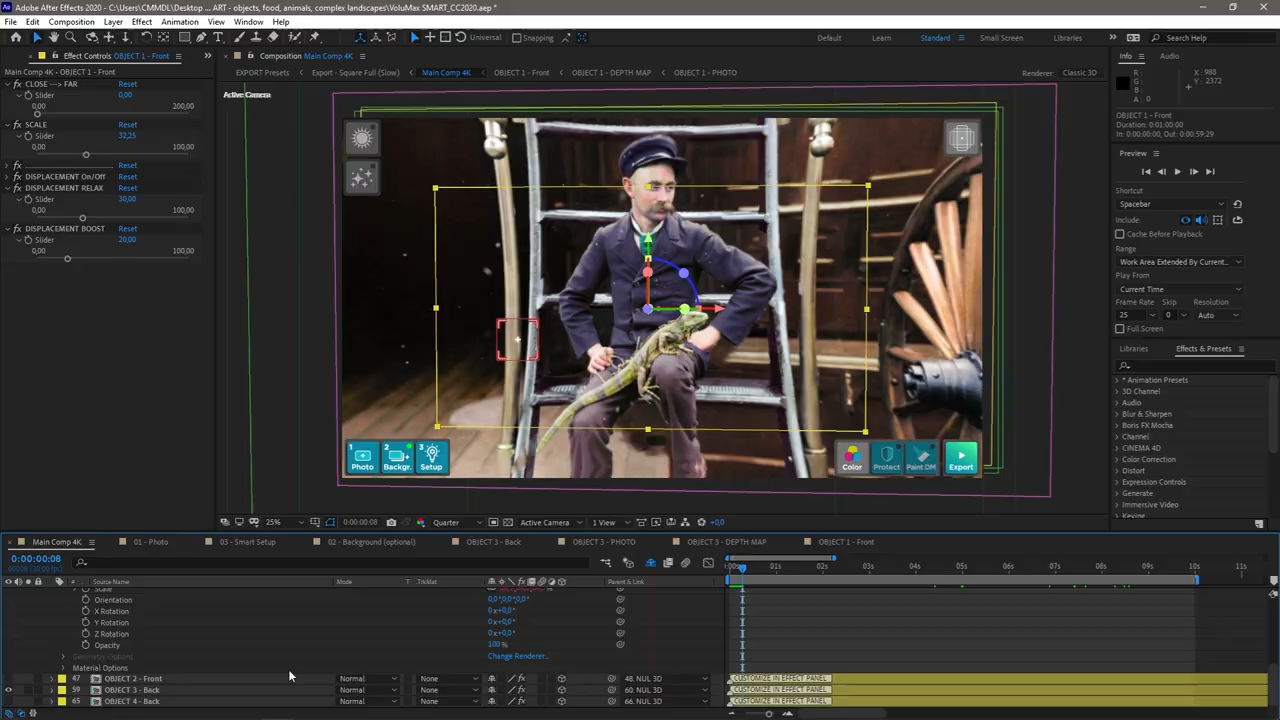 Adobe After Effects 2020 - C:\Users\CMMDL\Desktop ... ART - objects, food, animals, complex landscapes\VoluMax SMART_CC2020.aep *
File Edit Composition Layer Effect Animation View Window Help
Universal Snapping Default Learn Standard Small Screen Libraries Search Help
Effect Controls OBJECT 1 - Front
Main Comp 4K • OBJECT 1 - Front
CLOSE ---> FAR Reset
Slider 0,00
0,00 200,00
SCALE Reset
Slider 32,25
0,00 100,00
Reset
DISPLACEMENT On/Off Reset
DISPLACEMENT RELAX Reset
Slider 30,00
0,00 100,00
DISPLACEMENT BOOST Reset
Slider 20,00
0,00 100,00
Composition Main Comp 4K
EXPORT Presets Export - Square Full (Slow) Main Comp 4K OBJECT 1 - Front OBJECT 1 - DEPTH MAP OBJECT 1 - PHOTO Renderer: Classic 3D
Active Camera
1 Photo
2 Backgr.
3 Setup
Color
Protect
Paint DM
Export
25% 0:00:00:08 Quarter Active Camera 1 View +0,0
Info Audio
R :
G :
B :
A : 0
X : 988
Y : 2372
OBJECT 1 - Front
Duration: 0:01:00:00
In: 0:00:00:00, Out: 0:00:59:29
Preview
Shortcut
Spacebar
Include:
Cache Before Playback
Range
Work Area Extended By Current...
Play From
Current Time
Frame Rate Skip Resolution
25 0 Auto
Full Screen
Libraries Effects & Presets
* Animation Presets
3D Channel
Audio
Blur & Sharpen
Boris FX Mocha
Channel
CINEMA 4D
Color Correction
Distort
Expression Controls
Generate
Immersive Video
Keying
Main Comp 4K 01 - Photo 03 - Smart Setup 02 - Background (optional) OBJECT 3 - Back OBJECT 3 - PHOTO OBJECT 3 - DEPTH MAP OBJECT 1 - Front
0:00:00:08
01s 02s 03s 04s 05s 06s 07s 08s 09s 10s 11s
# Source Name Mode T TrkMat Parent & Link
Scale
Orientation 0,0°,0,0°,0,0°
X Rotation 0x+0,0°
Y Rotation 0x+0,0°
Z Rotation 0x+0,0°
Opacity 100%
Geometry Options Change Renderer...
Material Options
47 OBJECT 2 - Front Normal None 48. NUL 3D CUSTOMIZE IN EFFECT PANEL
59 OBJECT 3 - Back Normal None 60. NUL 3D CUSTOMIZE IN EFFECT PANEL
65 OBJECT 4 - Back Normal None 66. NUL 3D CUSTOMIZE IN EFFECT PANEL